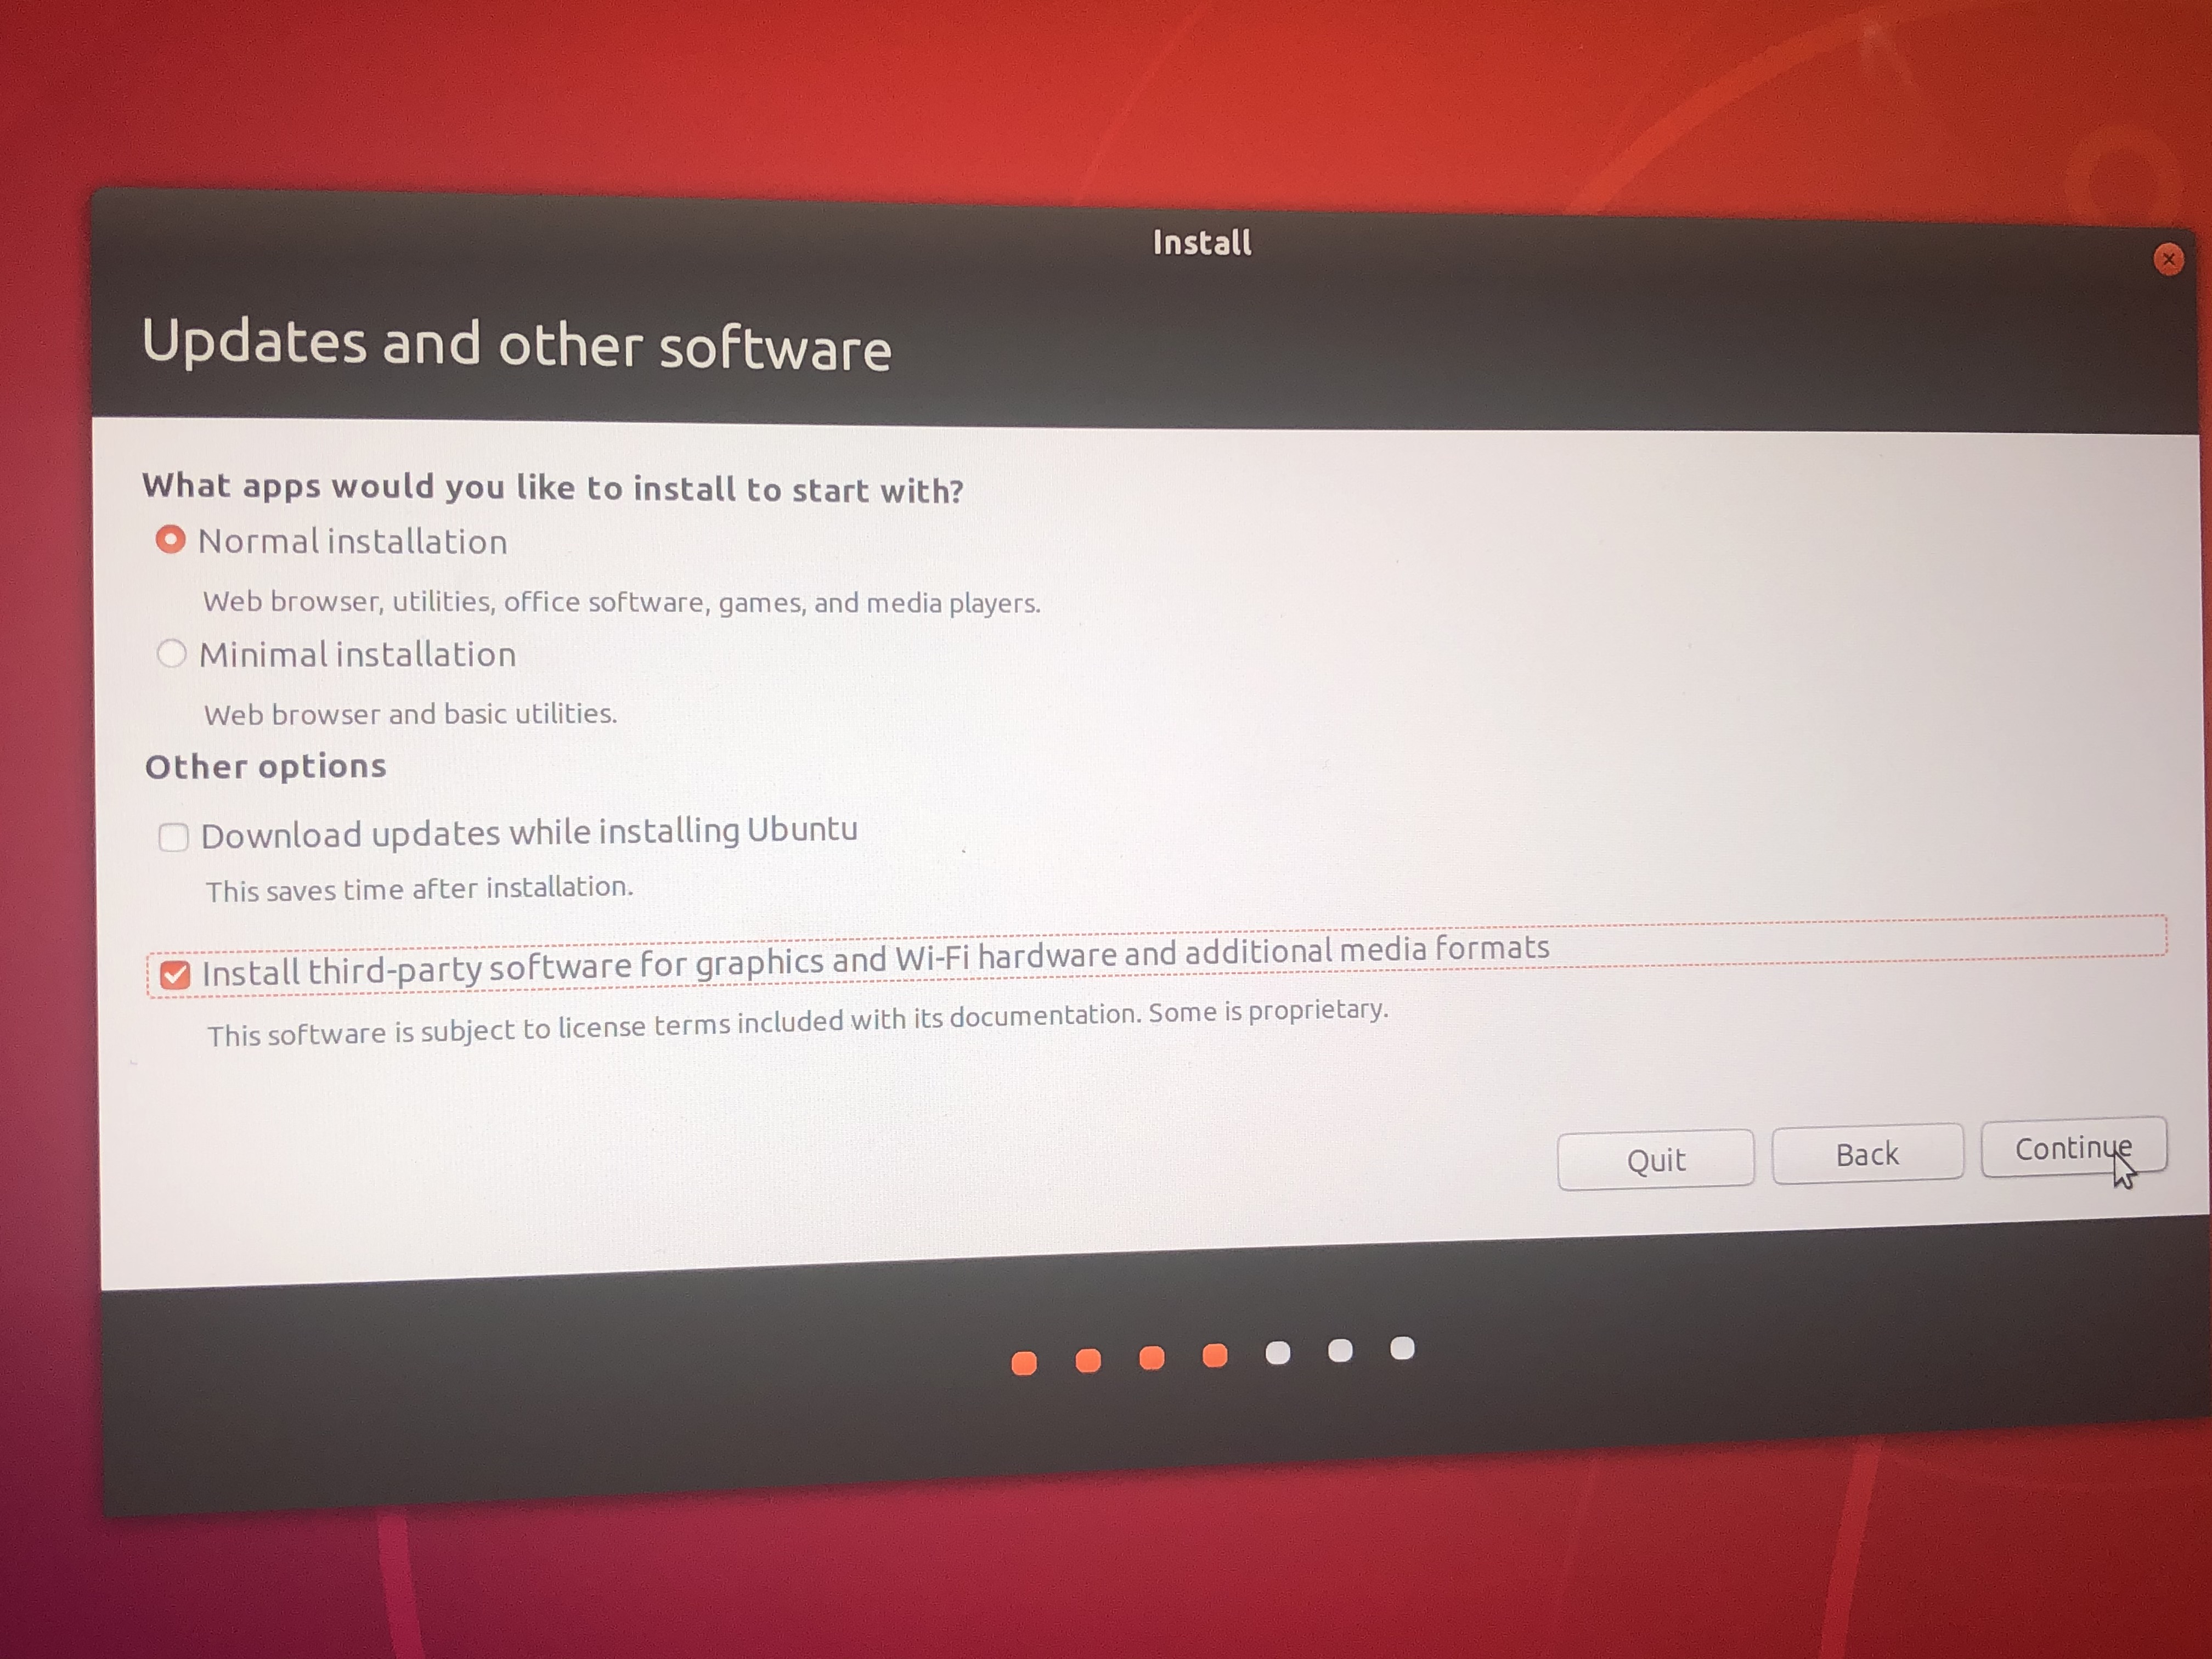 Install
Updates and other software
What apps would you like to install to start with?
Normal installation
Web browser, utilities, office software, games, and media players.
Minimal installation
Web browser and basic utilities.
Other options
Download updates while installing Ubuntu
This saves time after installation.
Install third-party software for graphics and Wi-Fi hardware and additional media formats
This software is subject to license terms included with its documentation. Some is proprietary.
Quit
Back
Continue